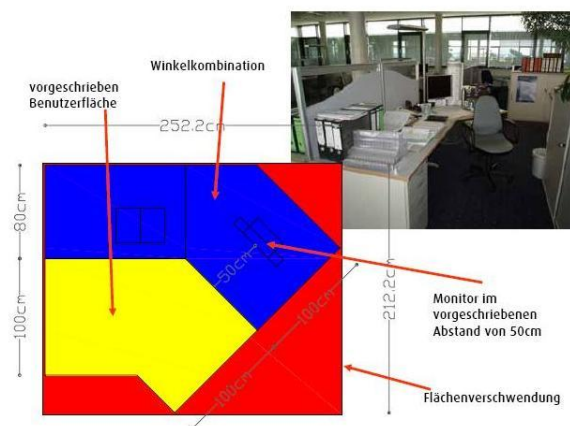 Winkelkombination
vorgeschrieben
Benutzerfläche
252.2cm
80cm
100cm
50cm
100cm
100cm
212.2cm
Monitor im
vorgeschriebenen
Abstand von 50cm
Flächenverschwendung